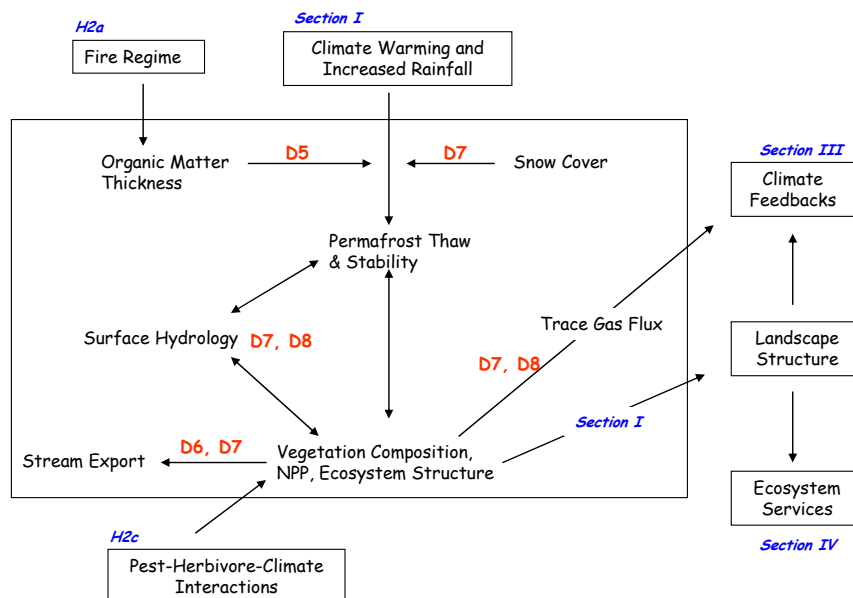 H2a
Section I
Fire Regime
Climate Warming and
Increased Rainfall
Organic Matter
Thickness
D5
D7
Snow Cover
Section III
Climate
Feedbacks
Permafrost Thaw
& Stability
Surface Hydrology
D7, D8
Trace Gas Flux
D7, D8
Landscape
Structure
Section I
Stream Export
D6, D7
Vegetation Composition,
NPP, Ecosystem Structure
Ecosystem
Services
Section IV
H2c
Pest-Herbivore-Climate
Interactions